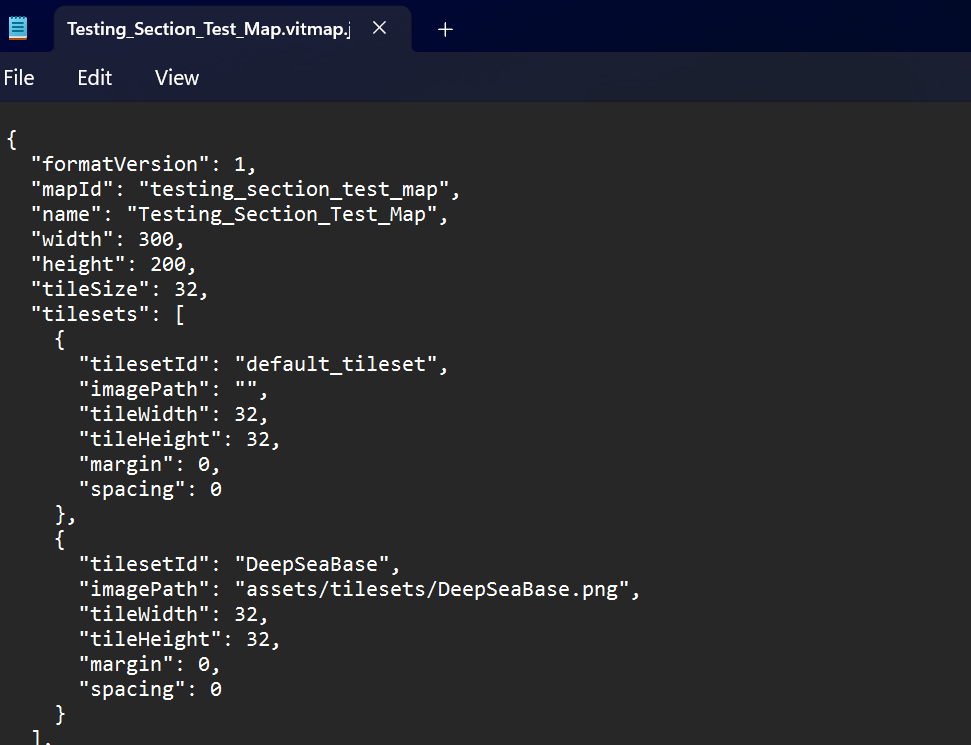 Testing_Section_Test_Map.vitmap.j
File Edit View
{
"formatVersion": 1,
"mapId": "testing_section_test_map",
"name": "Testing_Section_Test_Map",
"width": 300,
"height": 200,
"tileSize": 32,
"tilesets": [
{
"tilesetId": "default_tileset",
"imagePath": "",
"tileWidth": 32,
"tileHeight": 32,
"margin": 0,
"spacing": 0
},
{
"tilesetId": "DeepSeaBase",
"imagePath": "assets/tilesets/DeepSeaBase.png",
"tileWidth": 32,
"tileHeight": 32,
"margin": 0,
"spacing": 0
}
],